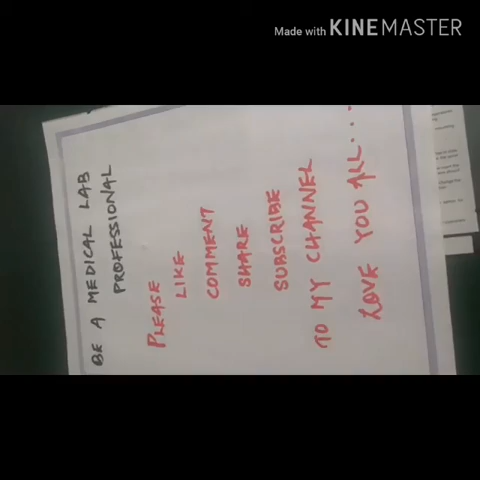 Made with KINEMASTER
BE A MEDICAL LAB
PROFESSIONAL
PLEASE
LIKE
COMMENT
SHARE
SUBSCRIBE
TO MY CHANNEL
LOVE YOU ALL...